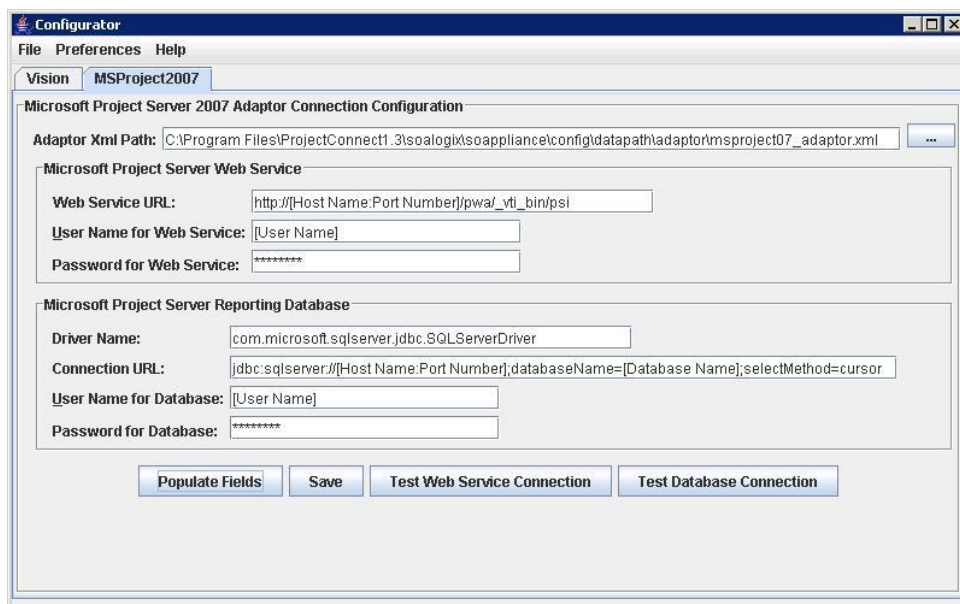 Configurator
File Preferences Help
Vision MSProject2007
Microsoft Project Server 2007 Adaptor Connection Configuration
Adaptor Xml Path: C:\Program Files\ProjectConnect1.3\soalogix\soappliance\config\datapath\adaptor\msproject07_adaptor.xml ...
Microsoft Project Server Web Service
Web Service URL: http://[Host Name:Port Number]/pwa/_vti_bin/psi
User Name for Web Service: [User Name]
Password for Web Service: ********
Microsoft Project Server Reporting Database
Driver Name: com.microsoft.sqlserver.jdbc.SQLServerDriver
Connection URL: jdbc:sqlserver://[Host Name:Port Number];databaseName=[Database Name];selectMethod=cursor
User Name for Database: [User Name]
Password for Database: ********
Populate Fields Save Test Web Service Connection Test Database Connection